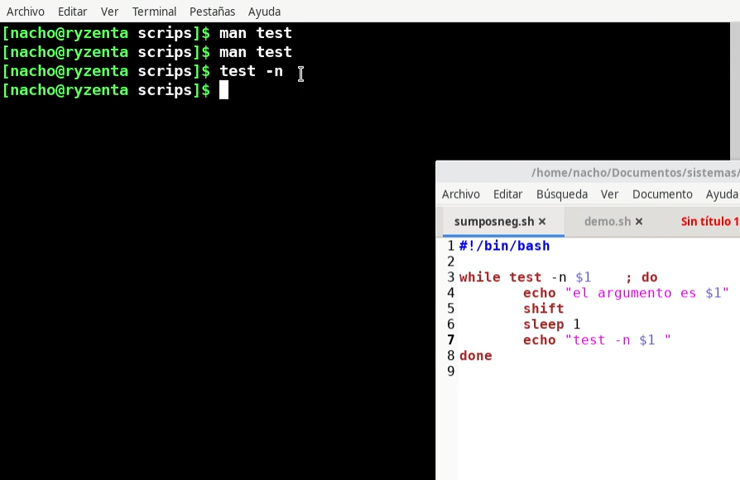 Archivo Editar Ver Terminal Pestañas Ayuda
[nacho@ryzenta scrips]$ man test
[nacho@ryzenta scrips]$ man test
[nacho@ryzenta scrips]$ test -n
[nacho@ryzenta scrips]$
/home/nacho/Documentos/sistemas/
Archivo Editar Búsqueda Ver Documento Ayuda
sumposneg.sh × demo.sh × Sin título 1
1 #!/bin/bash
2
3 while test -n $1 ; do
4 echo "el argumento es $1"
5 shift
6 sleep 1
7 echo "test -n $1 "
8 done
9